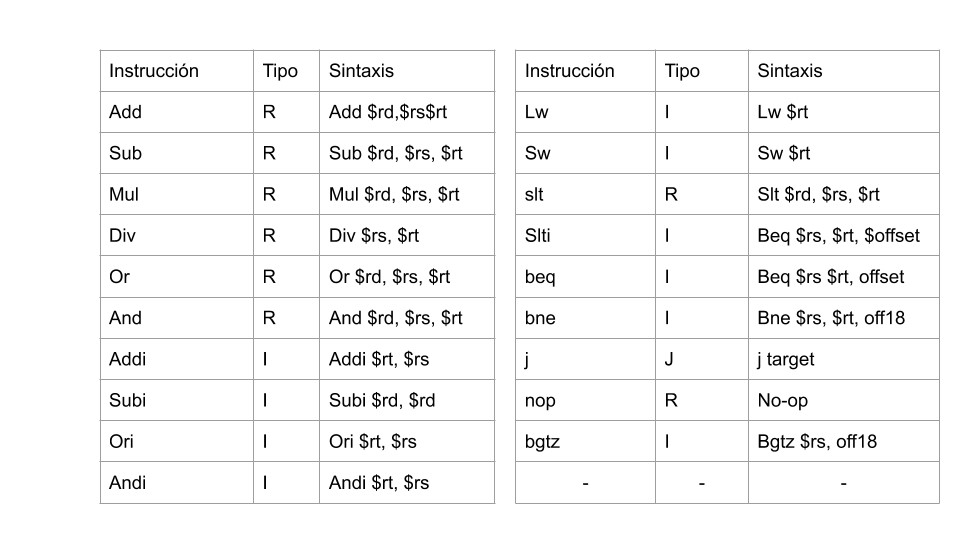 Instrucción Tipo Sintaxis
Add R Add $rd,$rs$rt
Sub R Sub $rd, $rs, $rt
Mul R Mul $rd, $rs, $rt
Div R Div $rs, $rt
Or R Or $rd, $rs, $rt
And R And $rd, $rs, $rt
Addi I Addi $rt, $rs
Subi I Subi $rd, $rd
Ori I Ori $rt, $rs
Andi I Andi $rt, $rs
Instrucción Tipo Sintaxis
Lw I Lw $rt
Sw I Sw $rt
slt R Slt $rd, $rs, $rt
Slti I Beq $rs, $rt, $offset
beq I Beq $rs $rt, offset
bne I Bne $rs, $rt, off18
j J j target
nop R No-op
bgtz I Bgtz $rs, off18
- - -